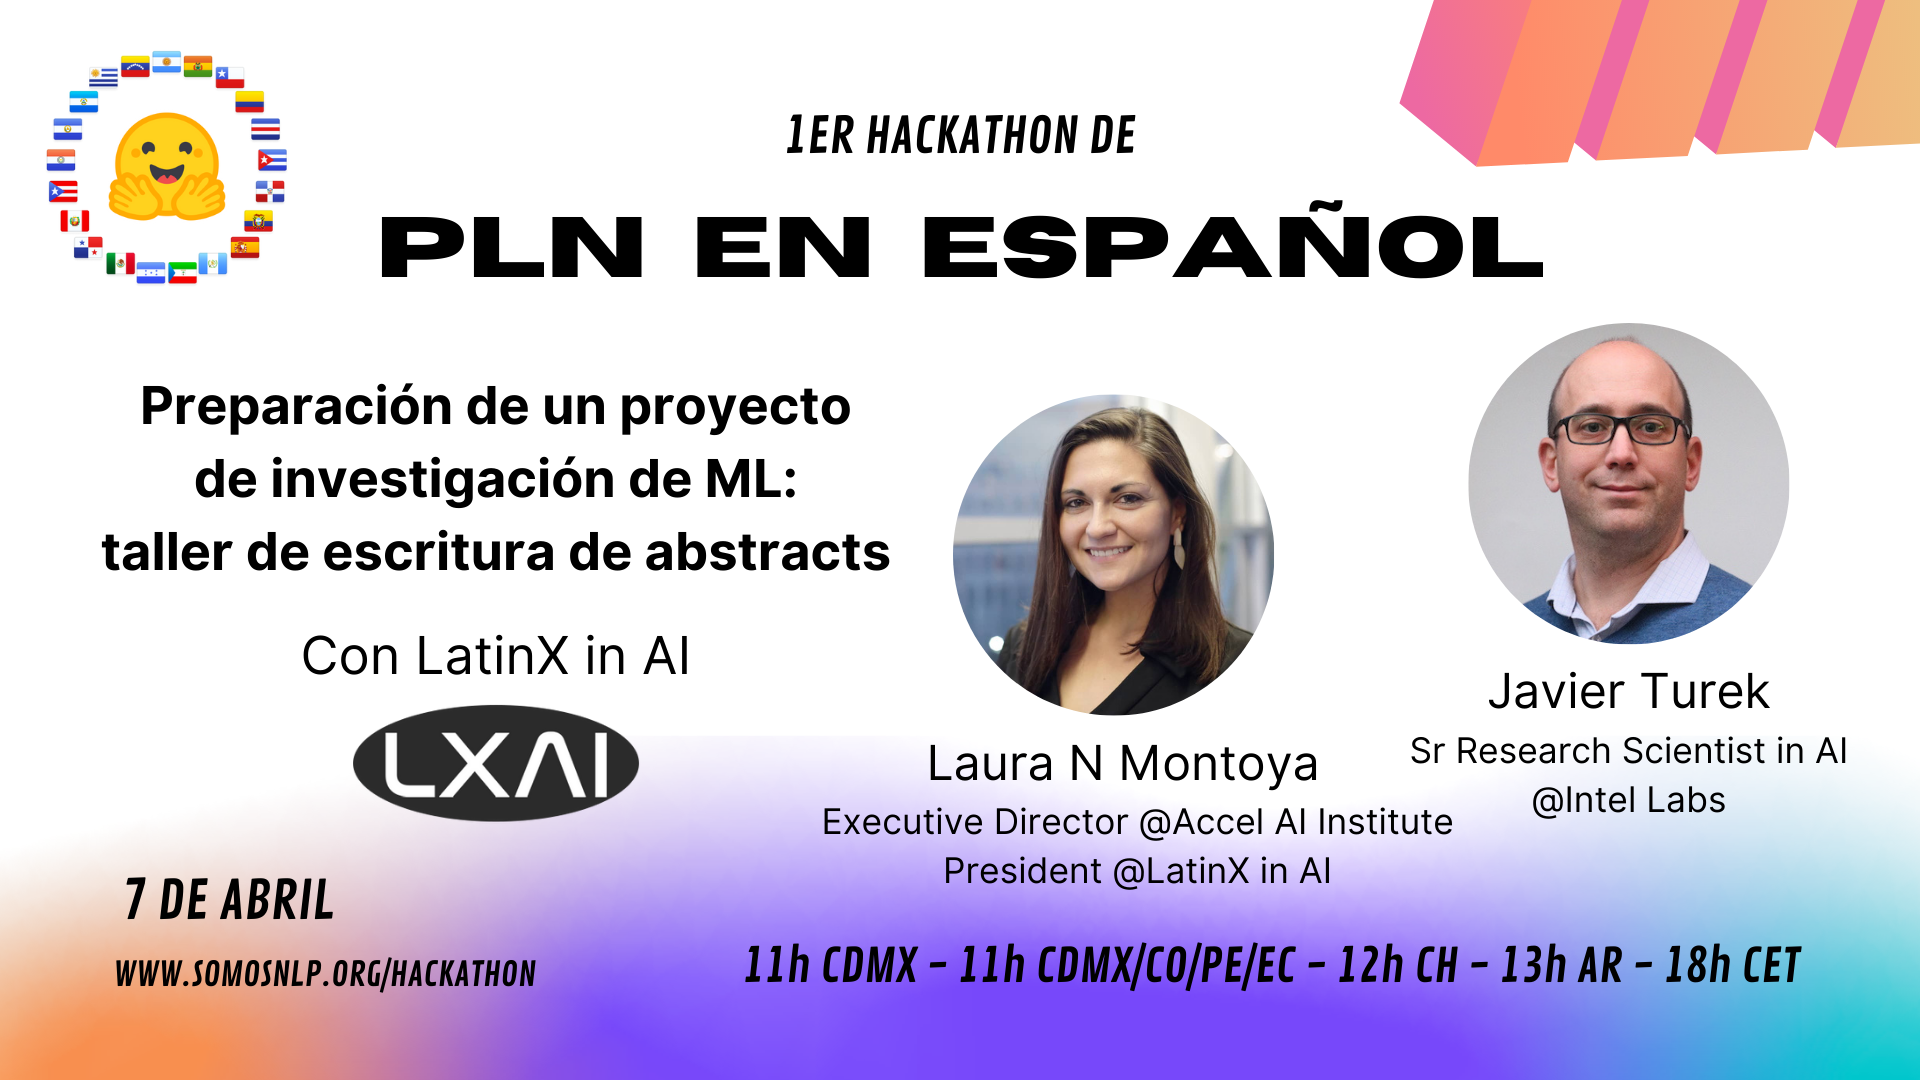 1ER HACKATHON DE
PLN EN ESPAÑOL
Preparación de un proyecto
de investigación de ML:
taller de escritura de abstracts
Con LatinX in AI
LXAI
Laura N Montoya
Executive Director @Accel AI Institute
President @LatinX in AI
Javier Turek
Sr Research Scientist in AI
@Intel Labs
7 DE ABRIL
WWW.SOMOSNLP.ORG/HACKATHON
11h CDMX - 11h CDMX/CO/PE/EC - 12h CH - 13h AR - 18h CET